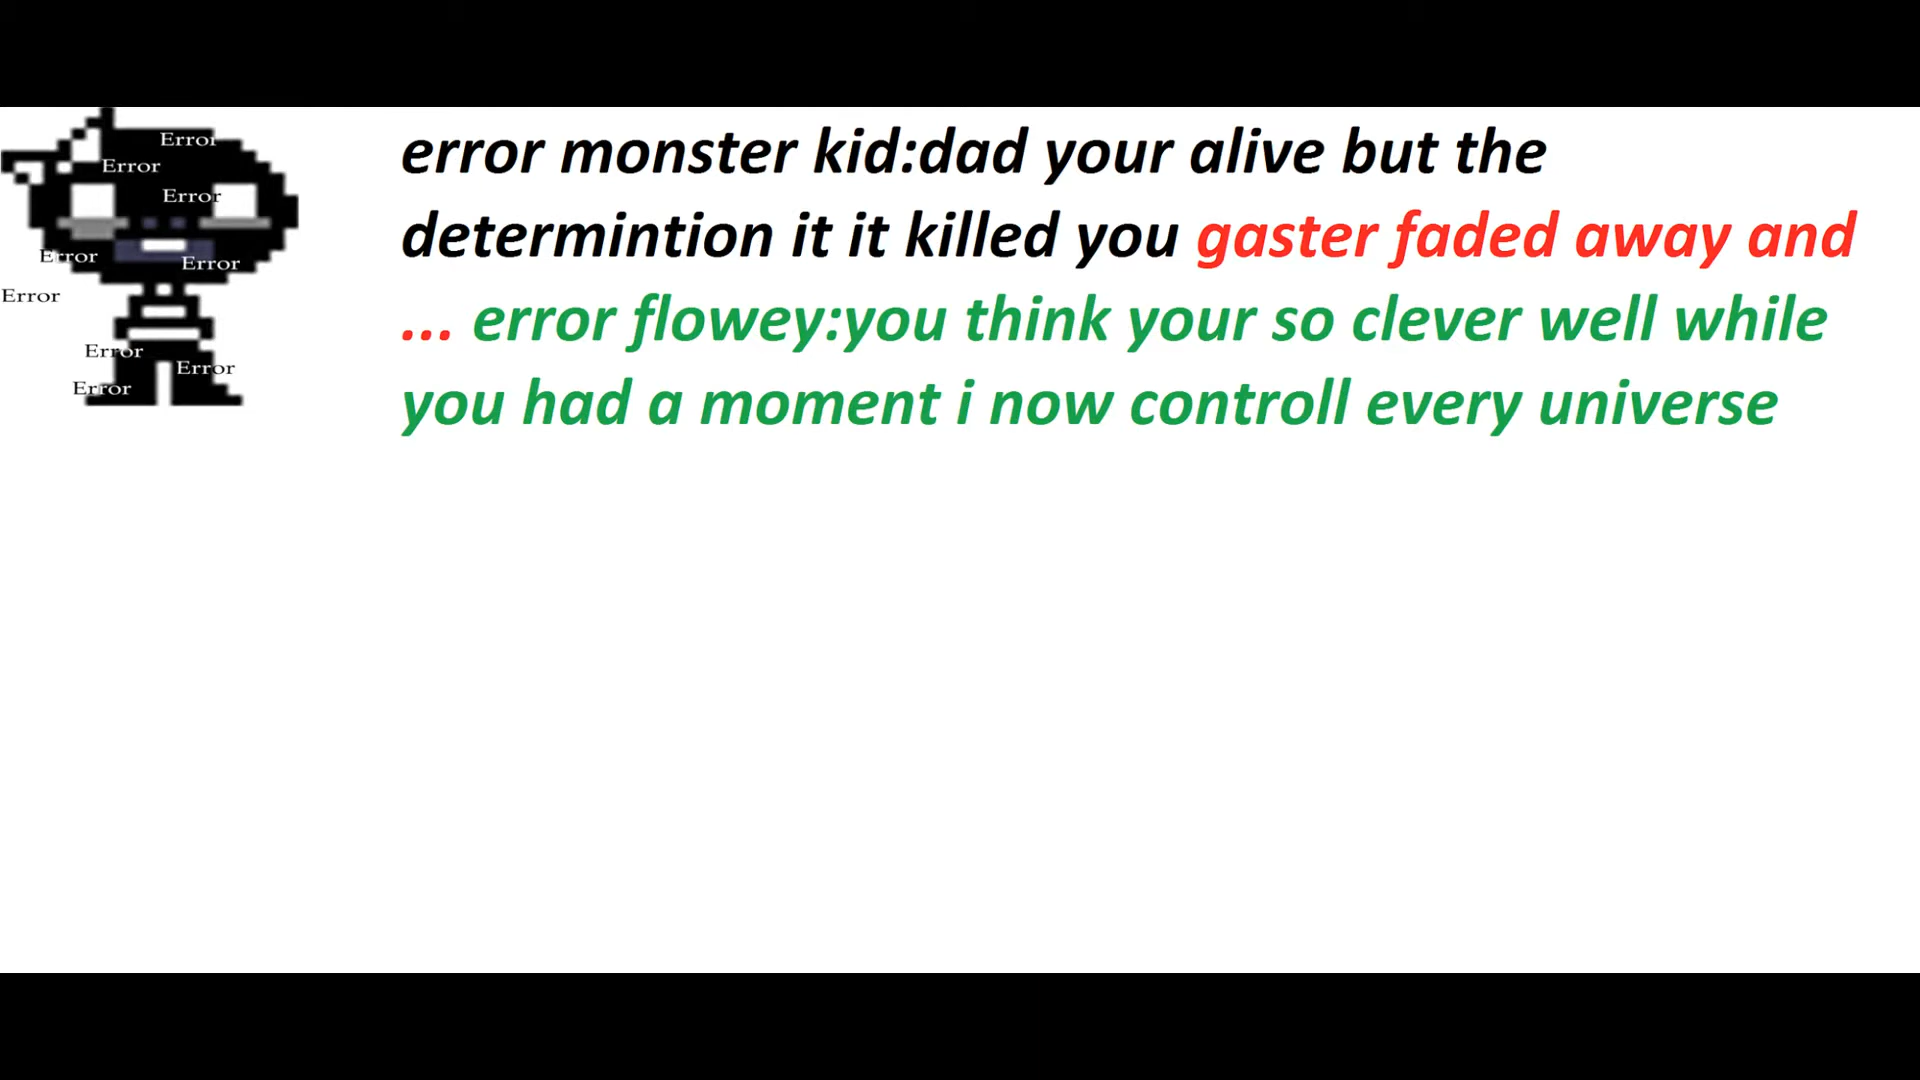 Error
Error
Error
Error
Error
Error
Error
Error
Error
error monster kid:dad your alive but the
determintion it it killed you gaster faded away and
... error flowey:you think your so clever well while
you had a moment i now controll every universe